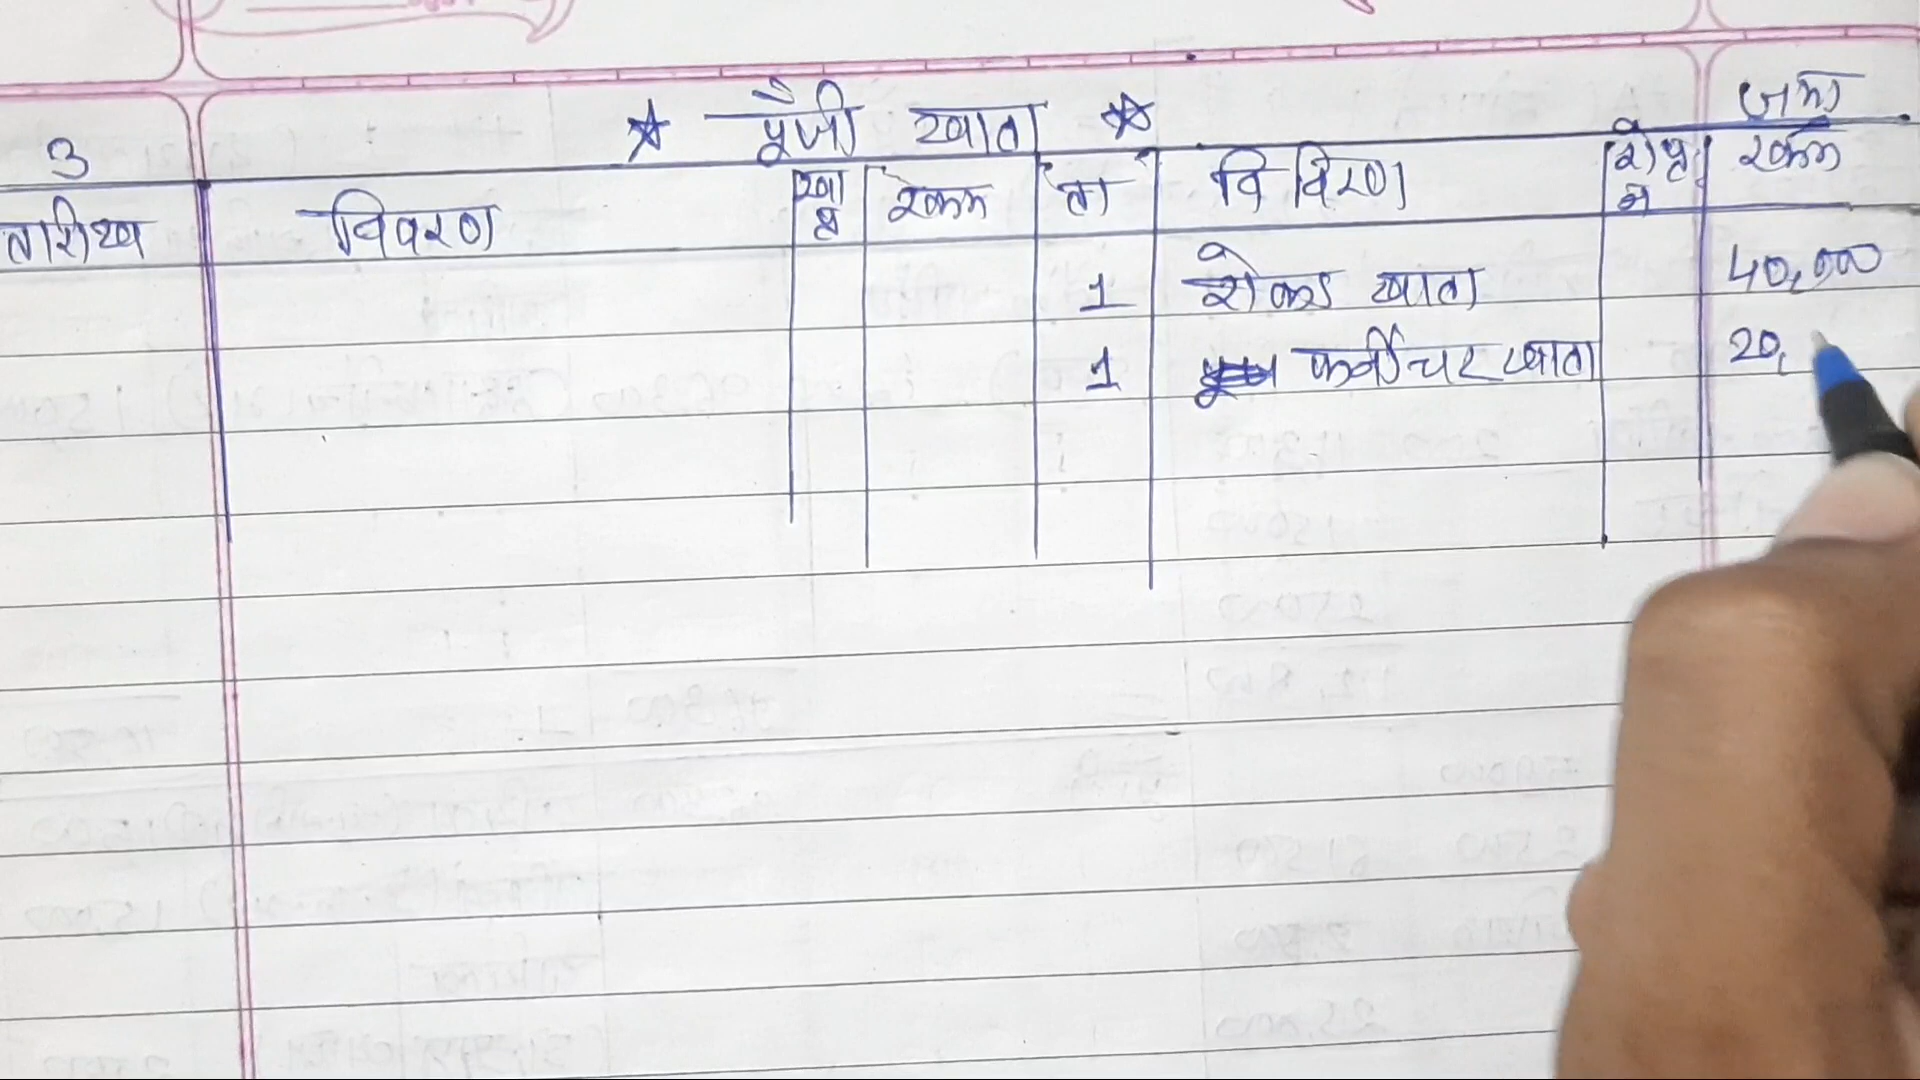 जमा
3 ☆ पूँजी खाता ☆
तारीख विवरण खा पृ रकम ता विवरण रो पृ न रकम
1 रोकड खाता 40,000
1 फर्नीचर खाता 20,